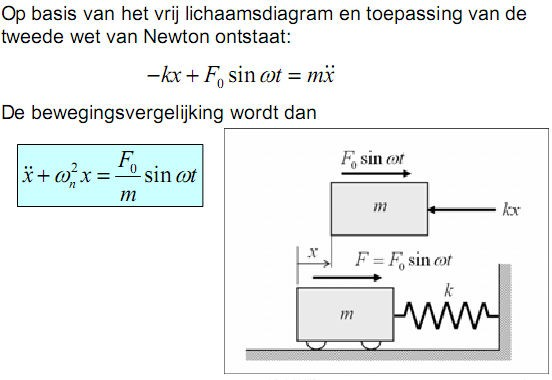 Op basis van het vrij lichaamsdiagram en toepassing van de
tweede wet van Newton ontstaat:
−kx + F₀ sin ωt = mẍ
De bewegingsvergelijking wordt dan
ẍ + ωₙ² x = F₀/m sin ωt
F₀ sin ωt
m
kx
x
F = F₀ sin ωt
k
m